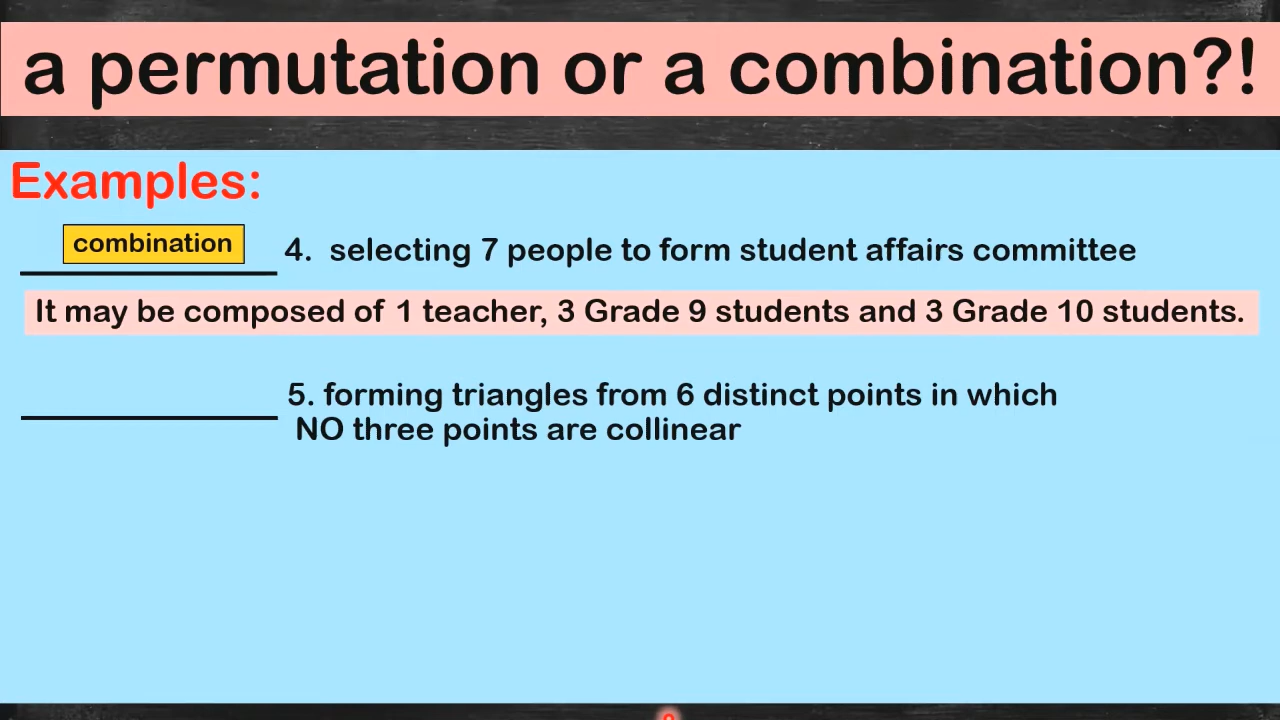 a permutation or a combination?!
Examples:
combination
4. selecting 7 people to form student affairs committee
It may be composed of 1 teacher, 3 Grade 9 students and 3 Grade 10 students.
5. forming triangles from 6 distinct points in which
NO three points are collinear